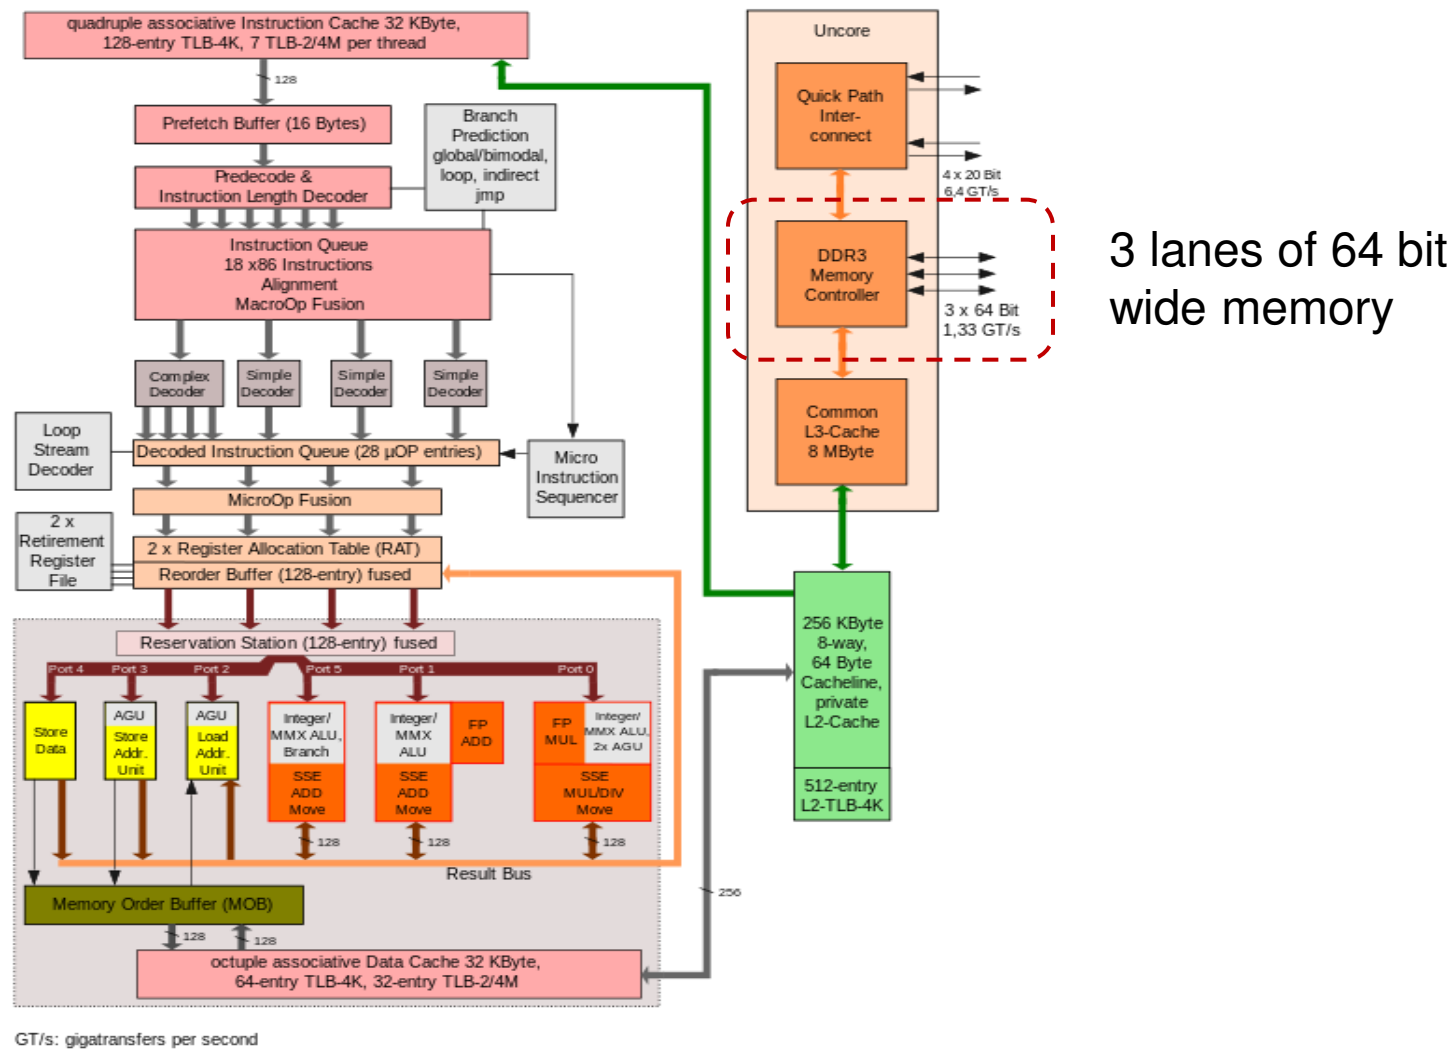 quadruple associative Instruction Cache 32 KByte,
128-entry TLB-4K, 7 TLB-2/4M per thread
128
Prefetch Buffer (16 Bytes)
Predecode &
Instruction Length Decoder
Branch
Prediction
global/bimodal,
loop, indirect
jmp
Instruction Queue
18 x86 Instructions
Alignment
MacroOp Fusion
Complex
Decoder
Simple
Decoder
Simple
Decoder
Simple
Decoder
Loop
Stream
Decoder
Decoded Instruction Queue (28 µOP entries)
Micro
Instruction
Sequencer
MicroOp Fusion
2 x
Retirement
Register
File
2 x Register Allocation Table (RAT)
Reorder Buffer (128-entry) fused
Reservation Station (128-entry) fused
Port 4
Port 3
Port 2
Port 5
Port 1
Port 0
Store
Data
AGU
Store
Addr.
Unit
AGU
Load
Addr.
Unit
Integer/
MMX ALU,
Branch
SSE
ADD
Move
Integer/
MMX
ALU
FP
ADD
SSE
ADD
Move
FP
MUL
Integer/
MMX ALU,
2x AGU
SSE
MUL/DIV
Move
128
128
128
Result Bus
Memory Order Buffer (MOB)
128
128
octuple associative Data Cache 32 KByte,
64-entry TLB-4K, 32-entry TLB-2/4M
256
Uncore
Quick Path
Inter-
connect
4 x 20 Bit
6,4 GT/s
DDR3
Memory
Controller
3 x 64 Bit
1,33 GT/s
Common
L3-Cache
8 MByte
256 KByte
8-way,
64 Byte
Cacheline,
private
L2-Cache
512-entry
L2-TLB-4K
3 lanes of 64 bit
wide memory
GT/s: gigatransfers per second